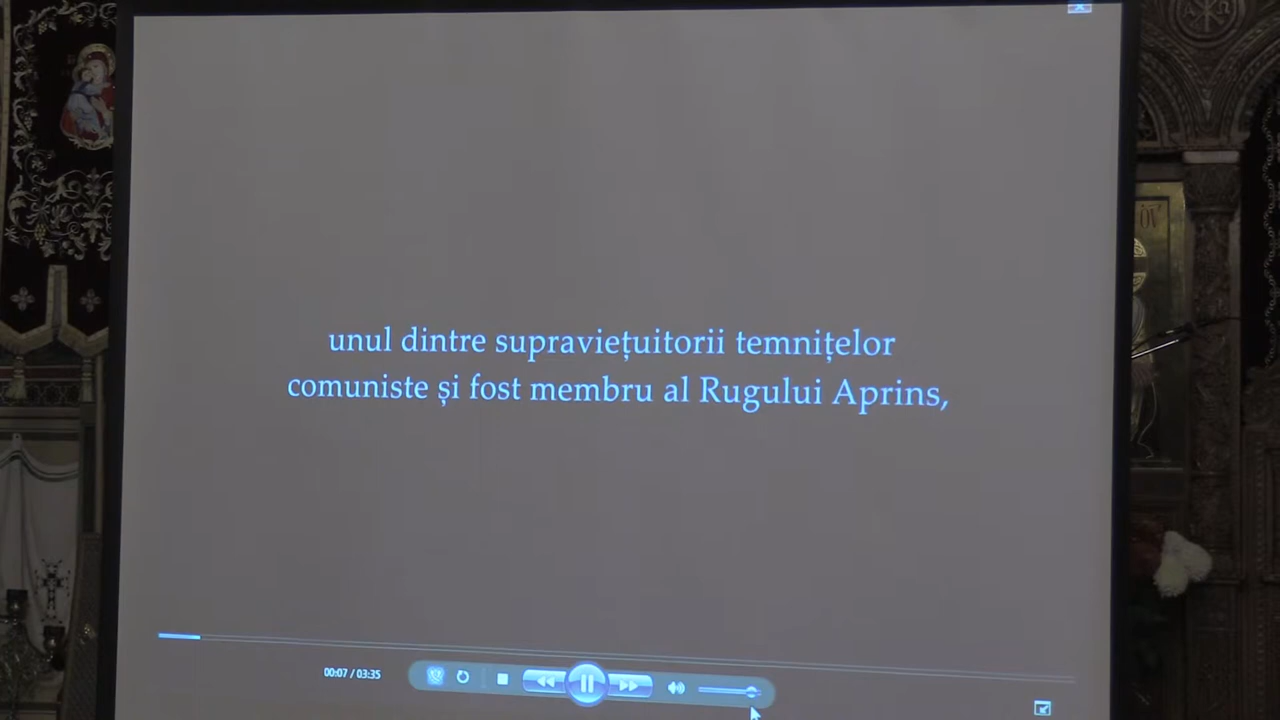 unul dintre supraviețuitorii temnițelor
comuniste și fost membru al Rugului Aprins,
00:07 / 03:35